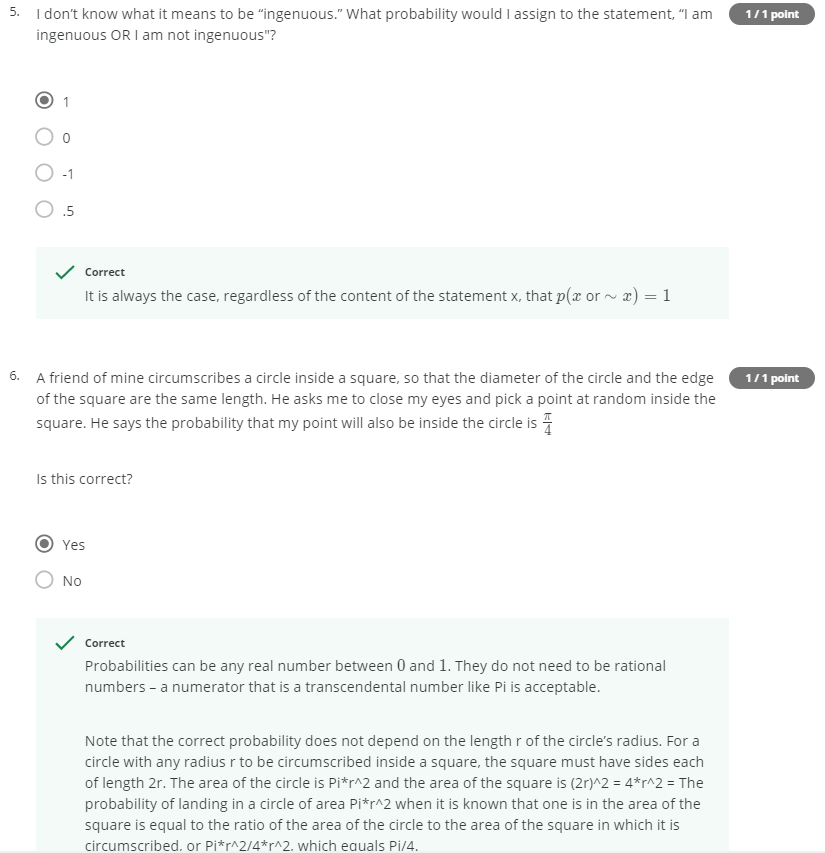 5. I don't know what it means to be “ingenuous.” What probability would I assign to the statement, “I am 1 / 1 point
ingenuous OR I am not ingenuous"?
1
0
-1
.5
Correct
It is always the case, regardless of the content of the statement x, that p(x or ∼ x) = 1
6. A friend of mine circumscribes a circle inside a square, so that the diameter of the circle and the edge 1 / 1 point
of the square are the same length. He asks me to close my eyes and pick a point at random inside the
square. He says the probability that my point will also be inside the circle is π/4
Is this correct?
Yes
No
Correct
Probabilities can be any real number between 0 and 1. They do not need to be rational
numbers – a numerator that is a transcendental number like Pi is acceptable.
Note that the correct probability does not depend on the length r of the circle’s radius. For a
circle with any radius r to be circumscribed inside a square, the square must have sides each
of length 2r. The area of the circle is Pi*r^2 and the area of the square is (2r)^2 = 4*r^2 = The
probability of landing in a circle of area Pi*r^2 when it is known that one is in the area of the
square is equal to the ratio of the area of the circle to the area of the square in which it is
circumscribed, or Pi*r^2/4*r^2, which equals Pi/4.